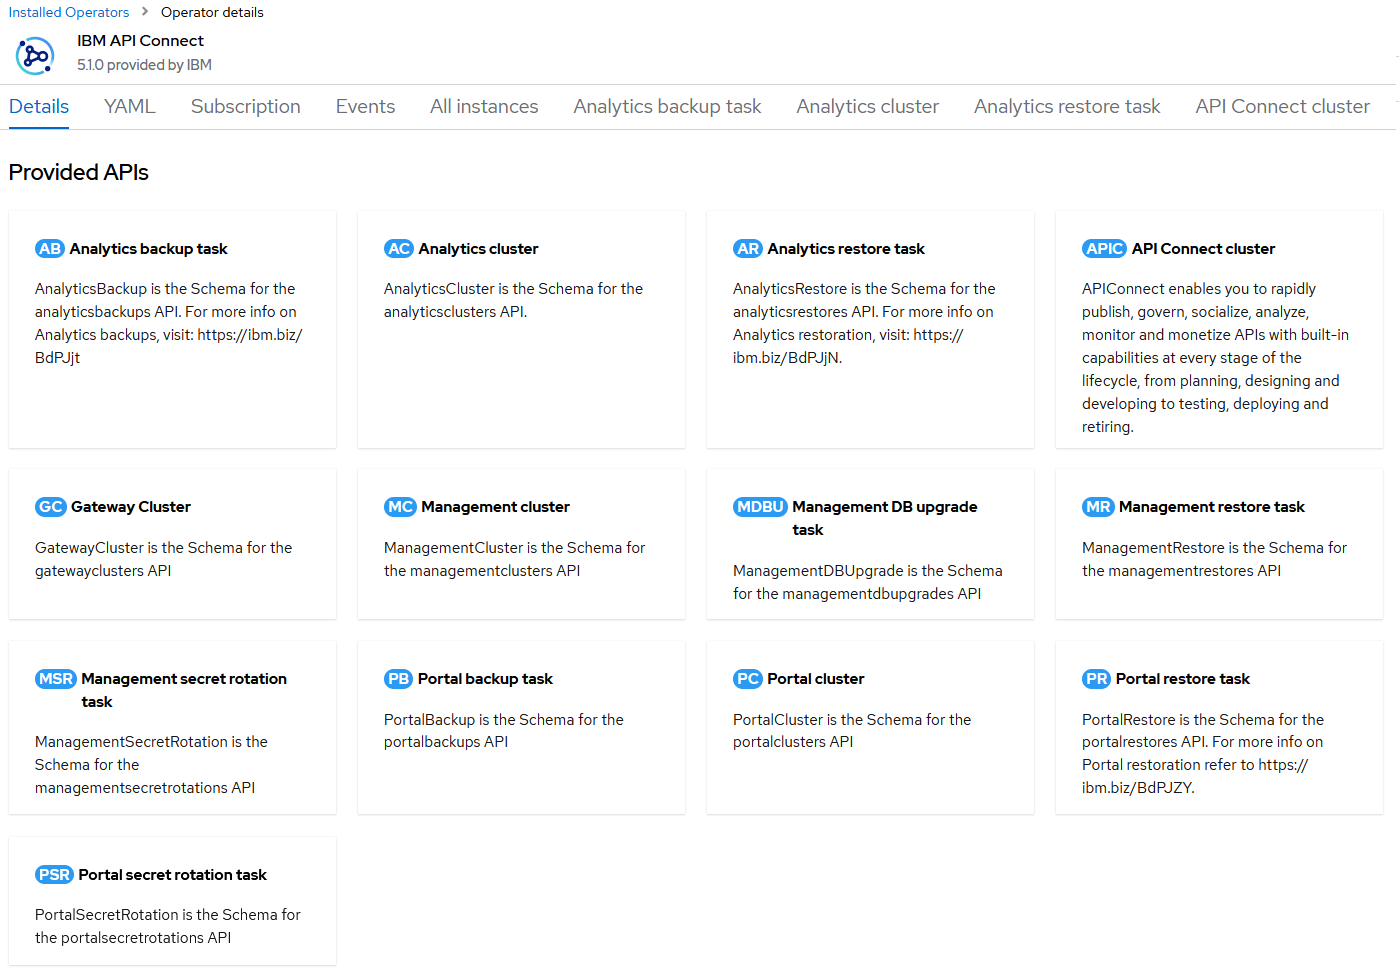 Installed Operators > Operator details
IBM API Connect
5.1.0 provided by IBM
Details YAML Subscription Events All instances Analytics backup task Analytics cluster Analytics restore task API Connect cluster
Provided APIs
AB Analytics backup task
AnalyticsBackup is the Schema for the
analyticsbackups API. For more info on
Analytics backups, visit: https://ibm.biz/
BdPJjt
AC Analytics cluster
AnalyticsCluster is the Schema for the
analyticsclusters API.
AR Analytics restore task
AnalyticsRestore is the Schema for the
analyticsrestores API. For more info on
Analytics restoration, visit: https://
ibm.biz/BdPJjN.
APIC API Connect cluster
APIConnect enables you to rapidly
publish, govern, socialize, analyze,
monitor and monetize APIs with built-in
capabilities at every stage of the
lifecycle, from planning, designing and
developing to testing, deploying and
retiring.
GC Gateway Cluster
GatewayCluster is the Schema for the
gatewayclusters API
MC Management cluster
ManagementCluster is the Schema for
the managementclusters API
MDBU Management DB upgrade
task
ManagementDBUpgrade is the Schema
for the managementdbupgrades API
MR Management restore task
ManagementRestore is the Schema for
the managementrestores API
MSR Management secret rotation
task
ManagementSecretRotation is the
Schema for the
managementsecretrotations API
PB Portal backup task
PortalBackup is the Schema for the
portalbackups API
PC Portal cluster
PortalCluster is the Schema for the
portalclusters API
PR Portal restore task
PortalRestore is the Schema for the
portalrestores API. For more info on
Portal restoration refer to https://
ibm.biz/BdPJZY.
PSR Portal secret rotation task
PortalSecretRotation is the Schema for
the portalsecretrotations API